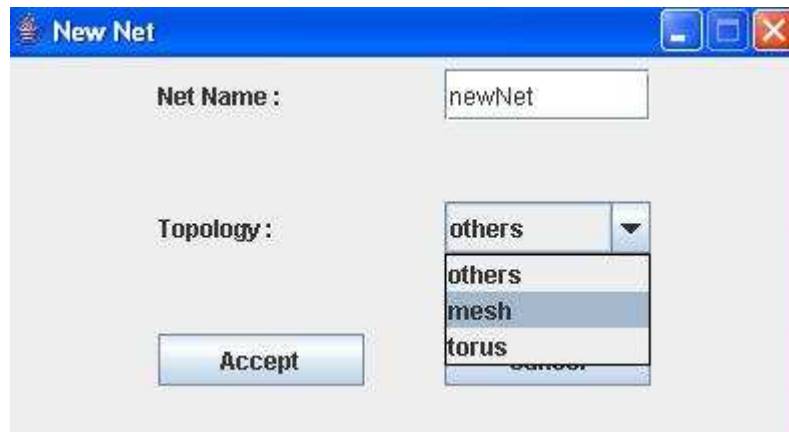 New Net
Net Name :
newNet
Topology :
others
others
mesh
torus
Accept